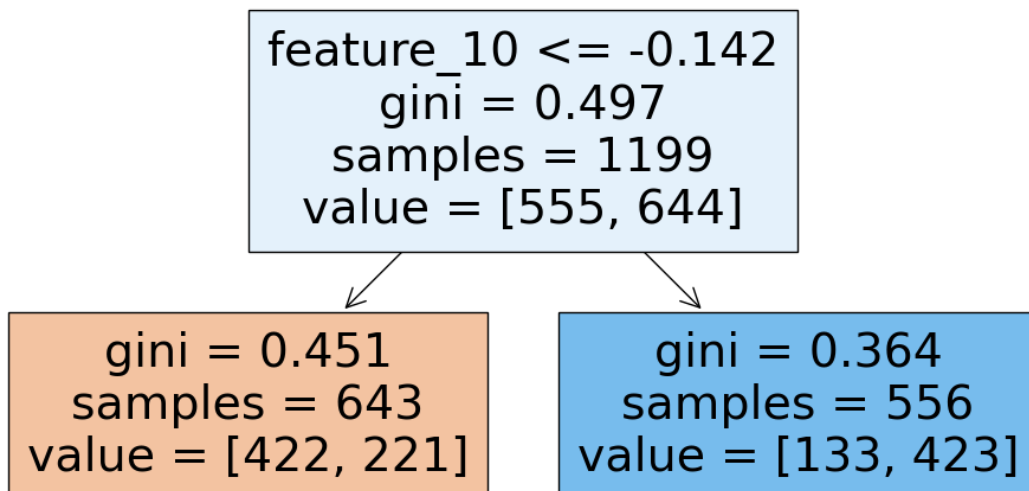 feature_10 <= -0.142
gini = 0.497
samples = 1199
value = [555, 644]
gini = 0.451
samples = 643
value = [422, 221]
gini = 0.364
samples = 556
value = [133, 423]